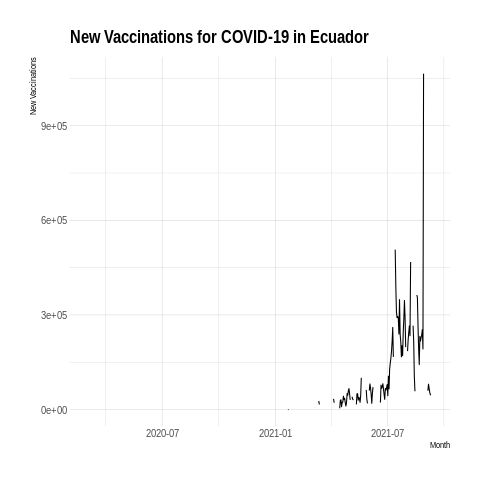 New Vaccinations for COVID-19 in Ecuador
New Vaccinations
9e+05
6e+05
3e+05
0e+00
2020-07
2021-01
2021-07
Month